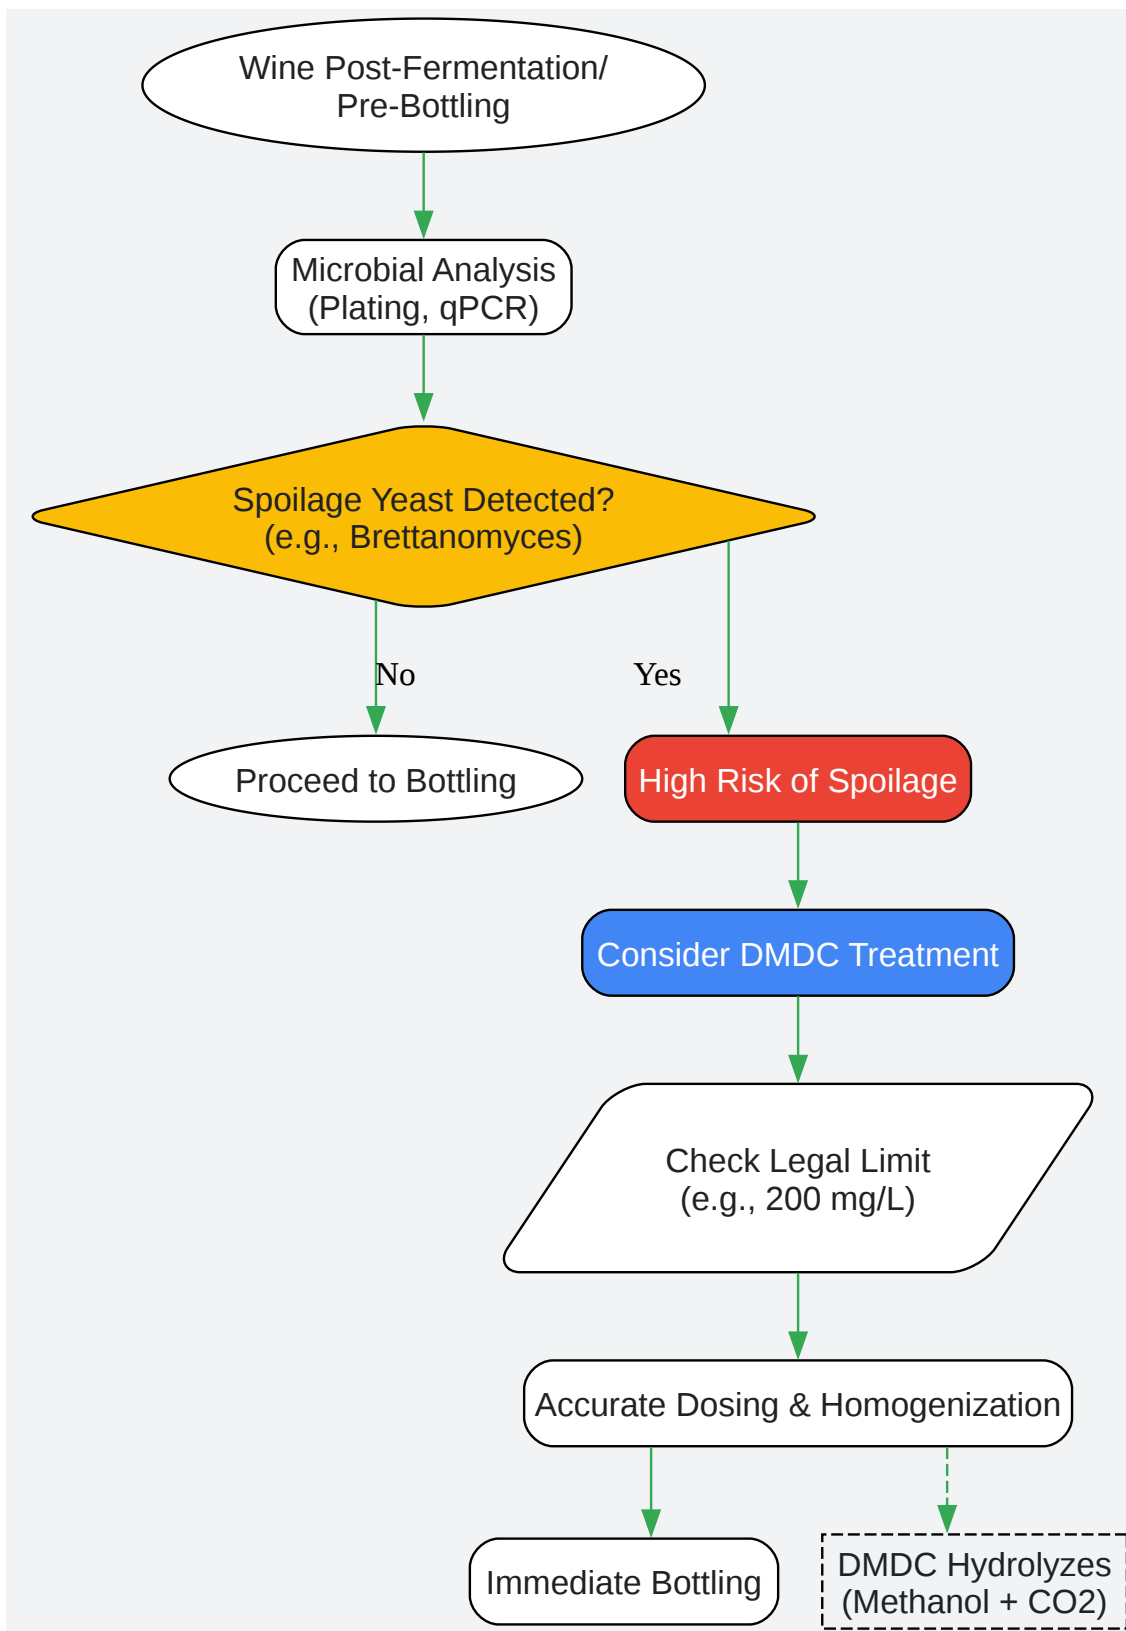 Wine Post-Fermentation/
Pre-Bottling
Microbial Analysis
(Plating, qPCR)
Spoilage Yeast Detected?
(e.g., Brettanomyces)
No
Yes
Proceed to Bottling
High Risk of Spoilage
Consider DMDC Treatment
Check Legal Limit
(e.g., 200 mg/L)
Accurate Dosing & Homogenization
Immediate Bottling
DMDC Hydrolyzes
(Methanol + CO2)